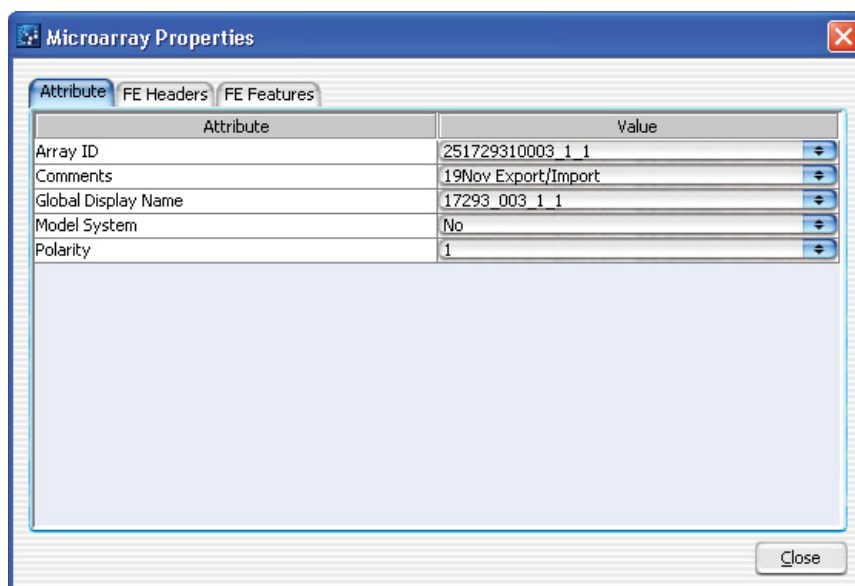 Microarray Properties
Attribute FE Headers FE Features
Attribute Value
Array ID 251729310003_1_1
Comments 19Nov Export/Import
Global Display Name 17293_003_1_1
Model System No
Polarity 1
Close